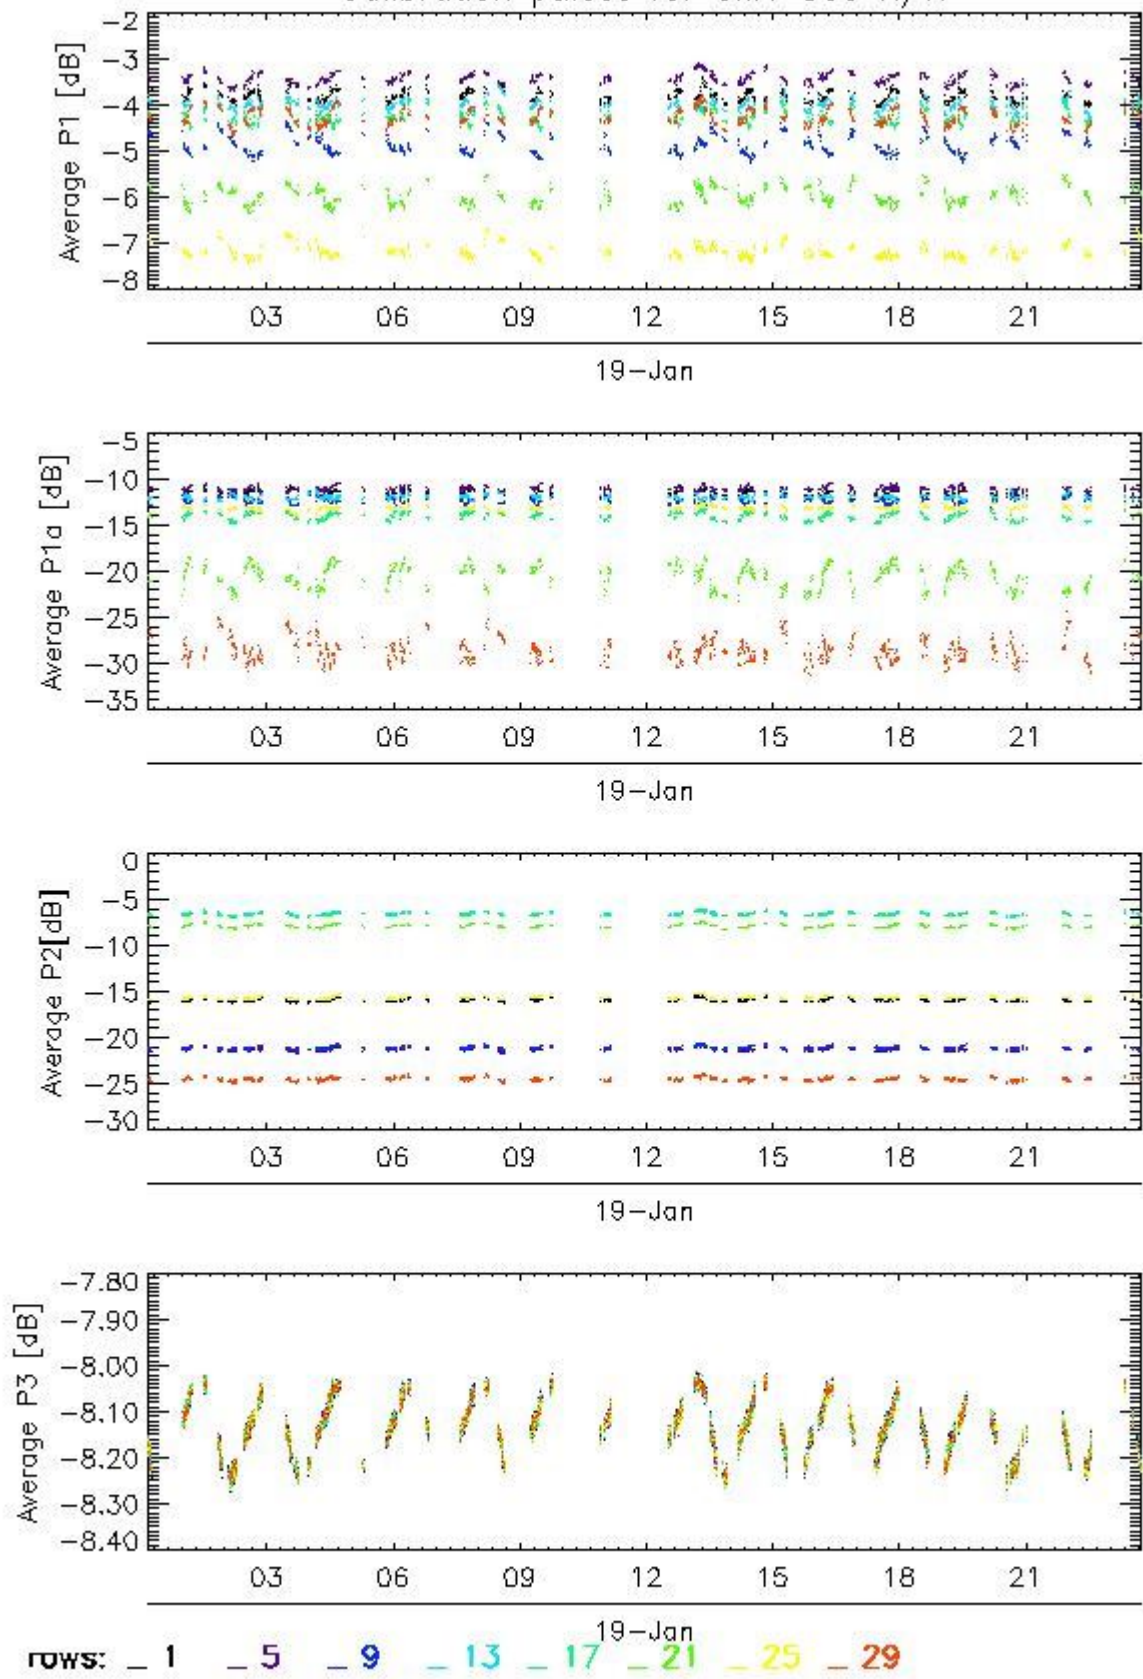 -2
-3
-4
-5
-6
-7
-8
Average P1 [dB]
03 06 09 12 15 18 21
19-Jan
-5
-10
-15
-20
-25
-30
-35
Average P1a [dB]
03 06 09 12 15 18 21
19-Jan
0
-5
-10
-15
-20
-25
-30
Average P2[dB]
03 06 09 12 15 18 21
19-Jan
-7.80
-7.90
-8.00
-8.10
-8.20
-8.30
-8.40
Average P3 [dB]
03 06 09 12 15 18 21
19-Jan
rows: _ 1 _ 5 _ 9 _ 13 _ 17 _ 21 _ 25 _ 29